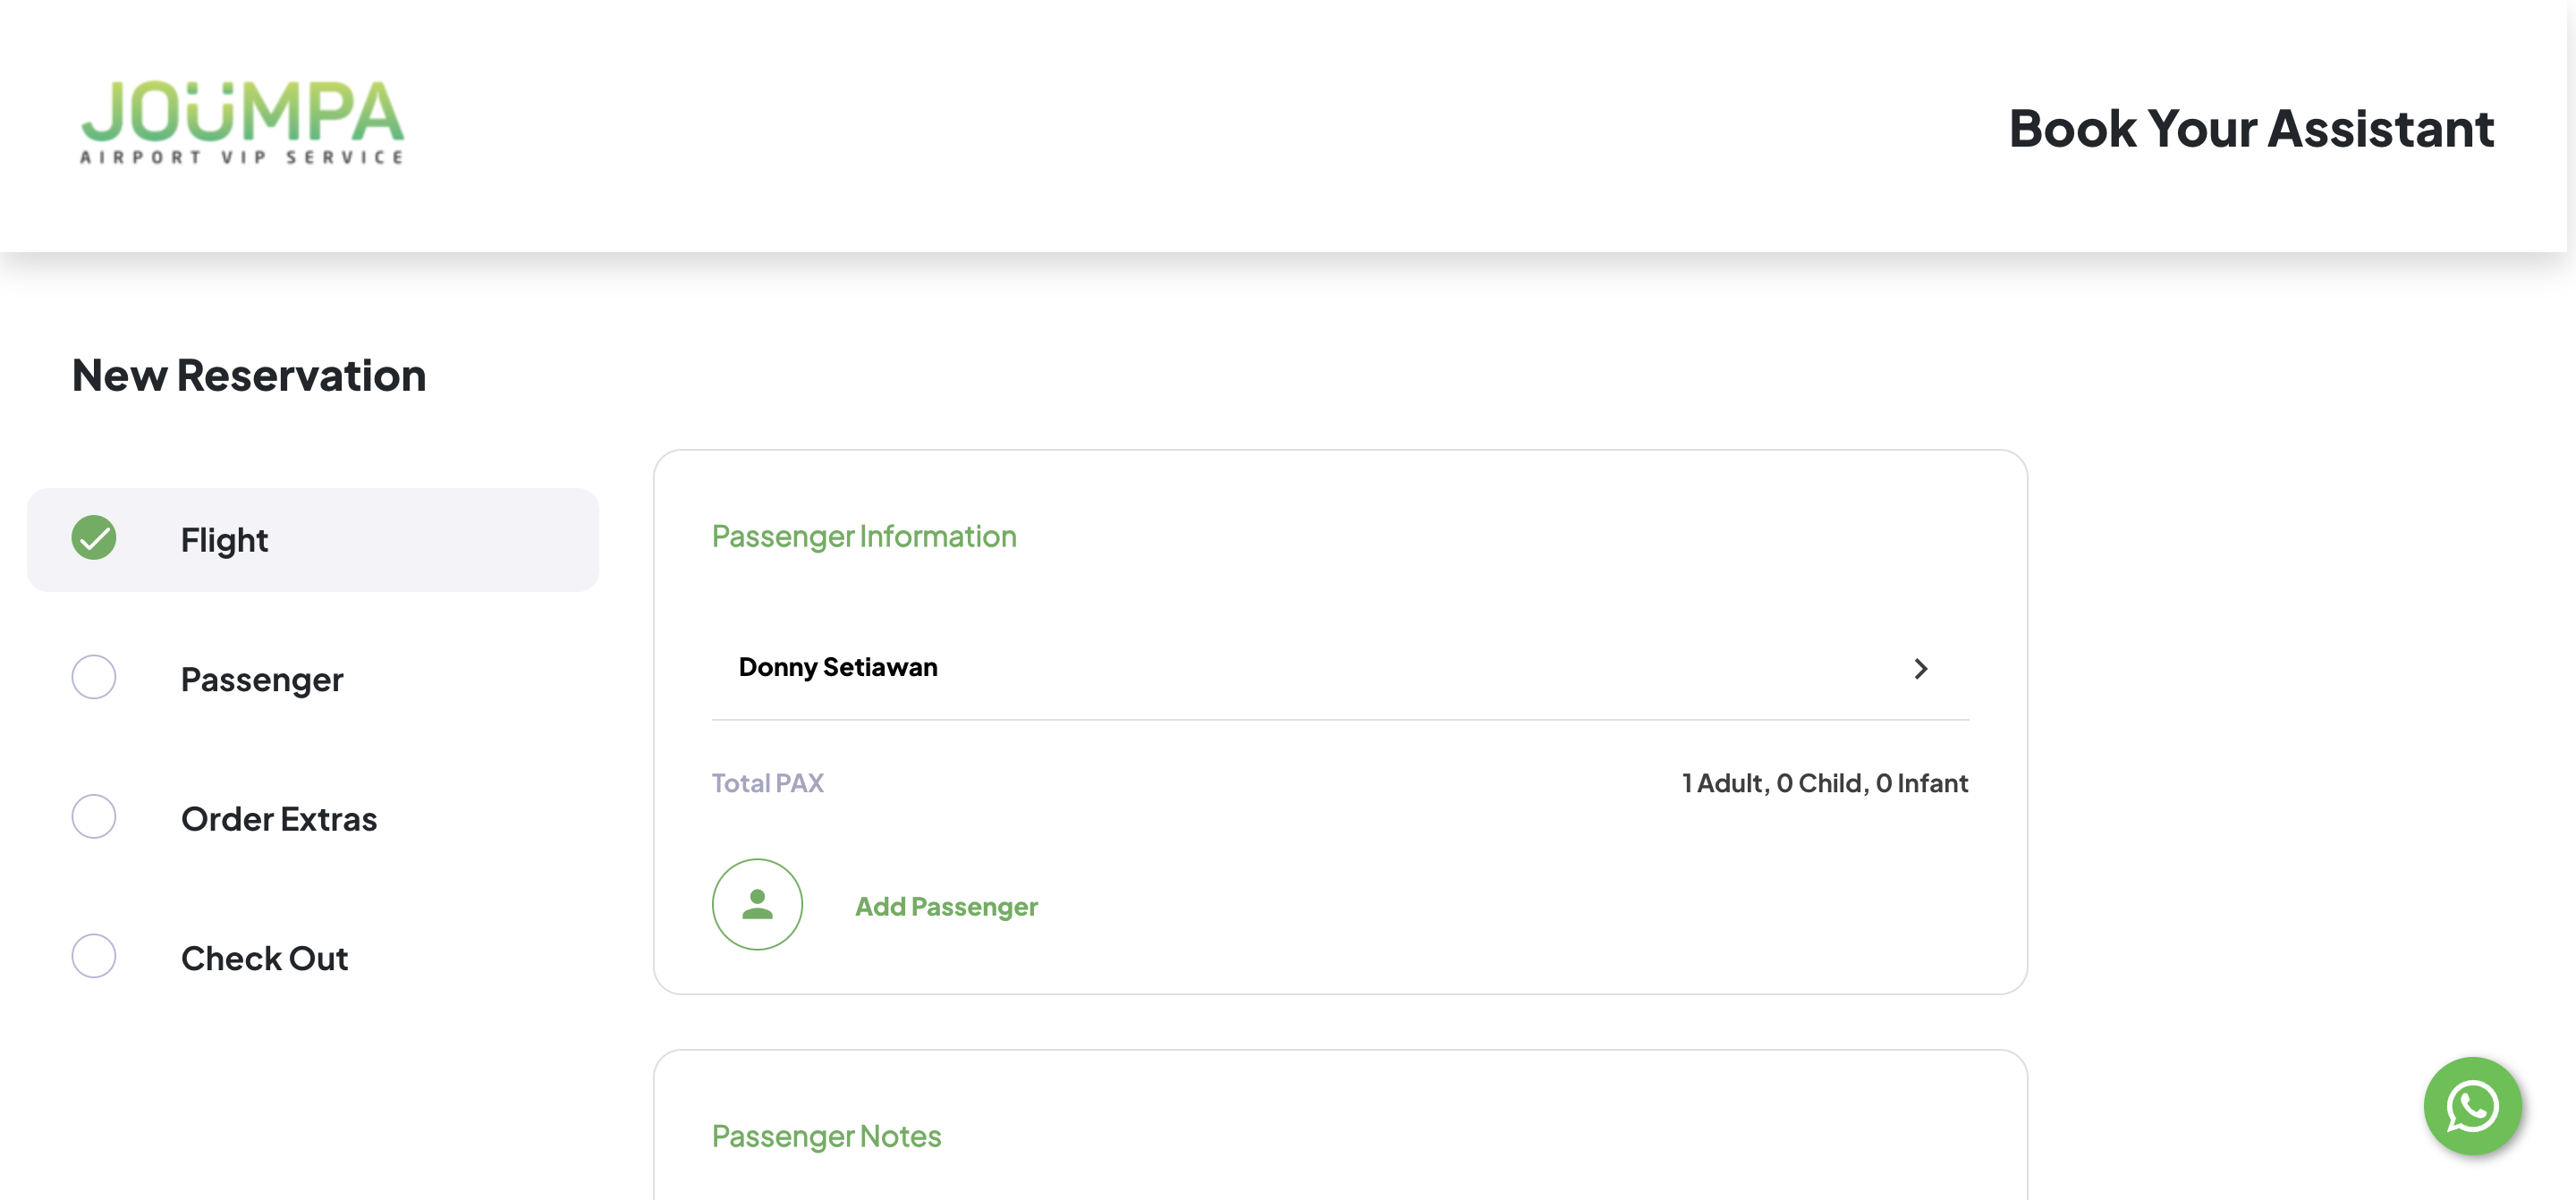 JOÜMPA
AIRPORT VIP SERVICE
Book Your Assistant
New Reservation
Flight
Passenger
Order Extras
Check Out
Passenger Information
Donny Setiawan
Total PAX 1 Adult, 0 Child, 0 Infant
Add Passenger
Passenger Notes